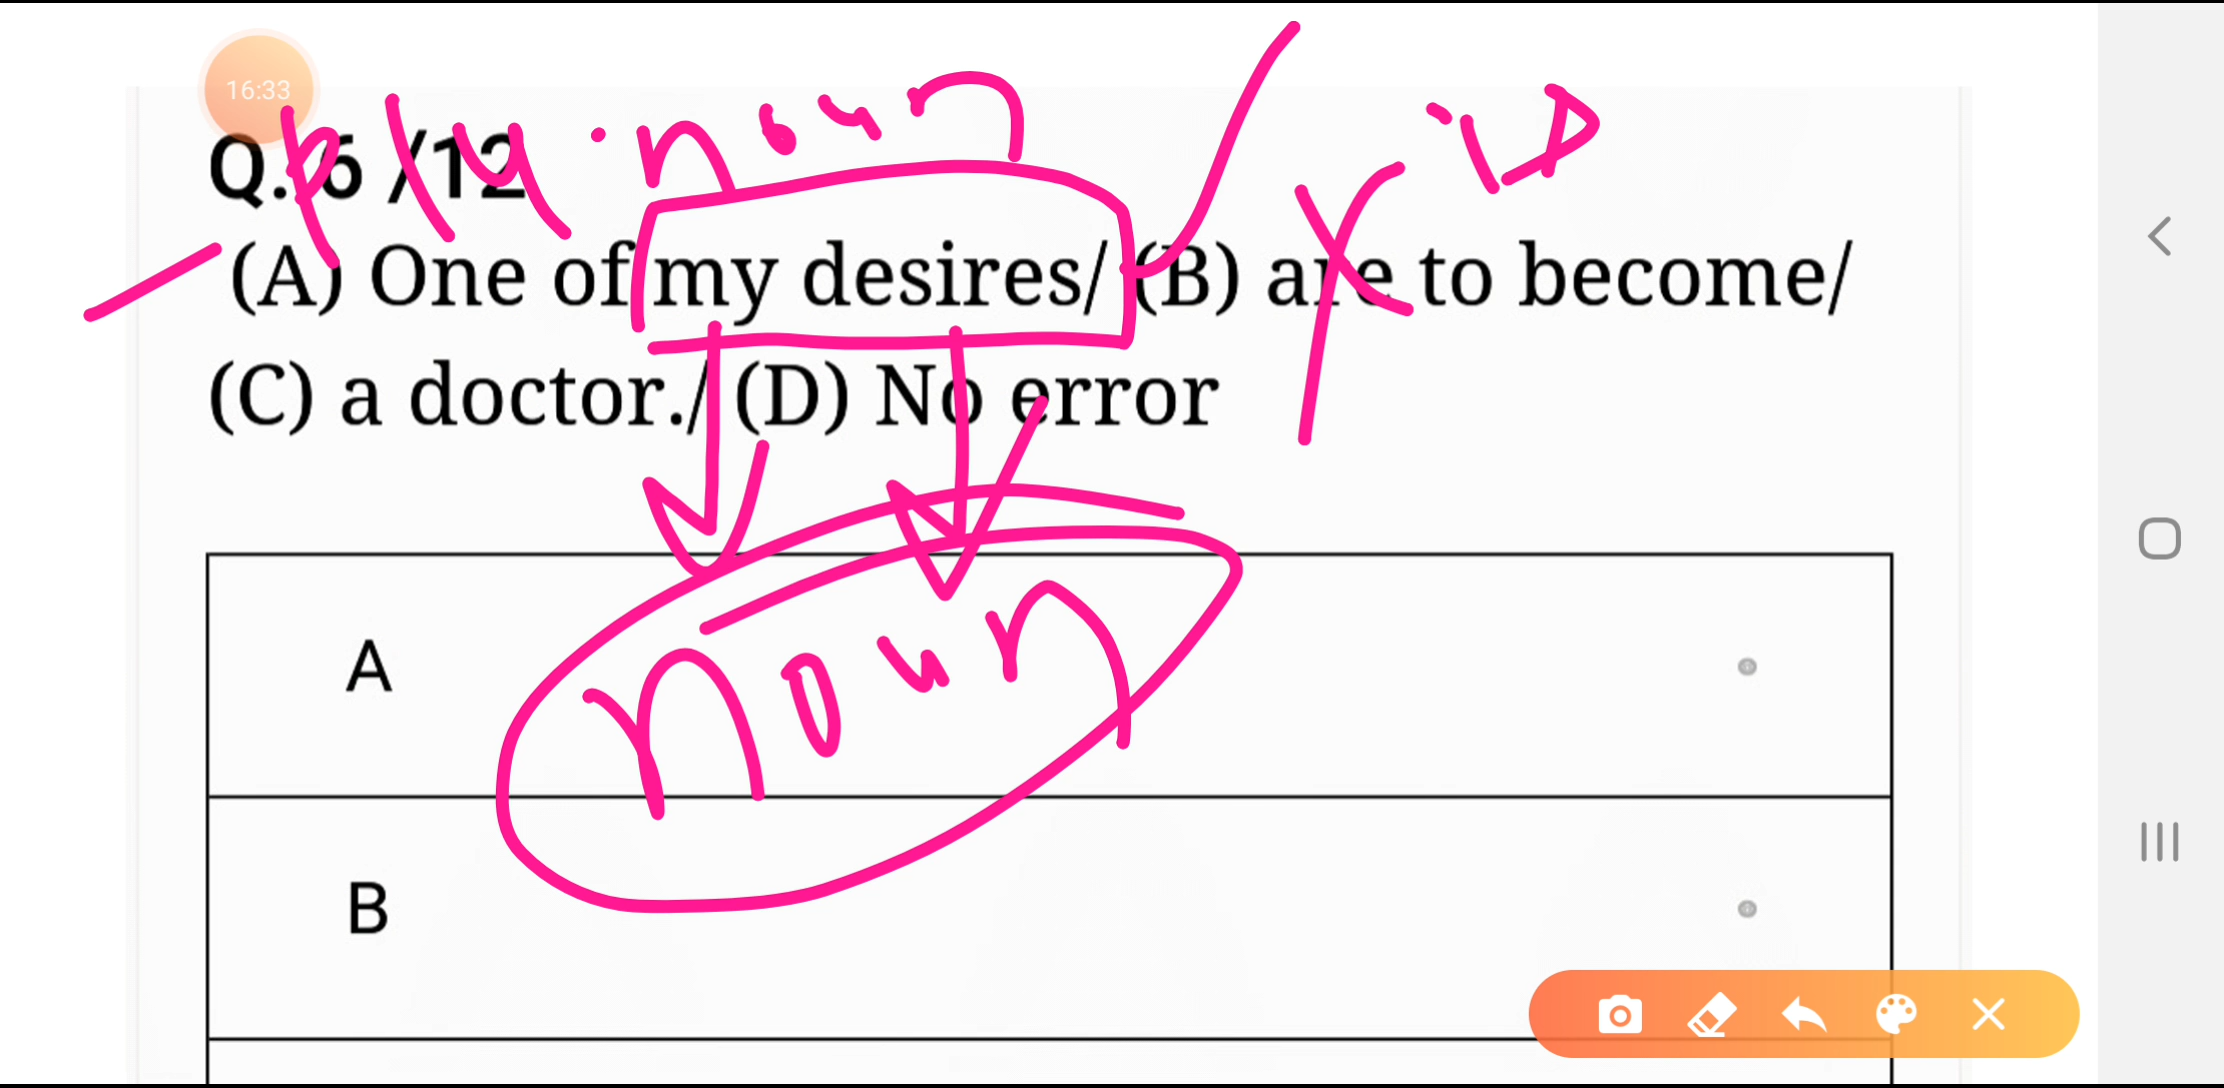 16:33
Q. 6 /12
plu. noun
is
(A) One of my desires/ (B) are to become/
(C) a doctor./ (D) No error
noun
A
B